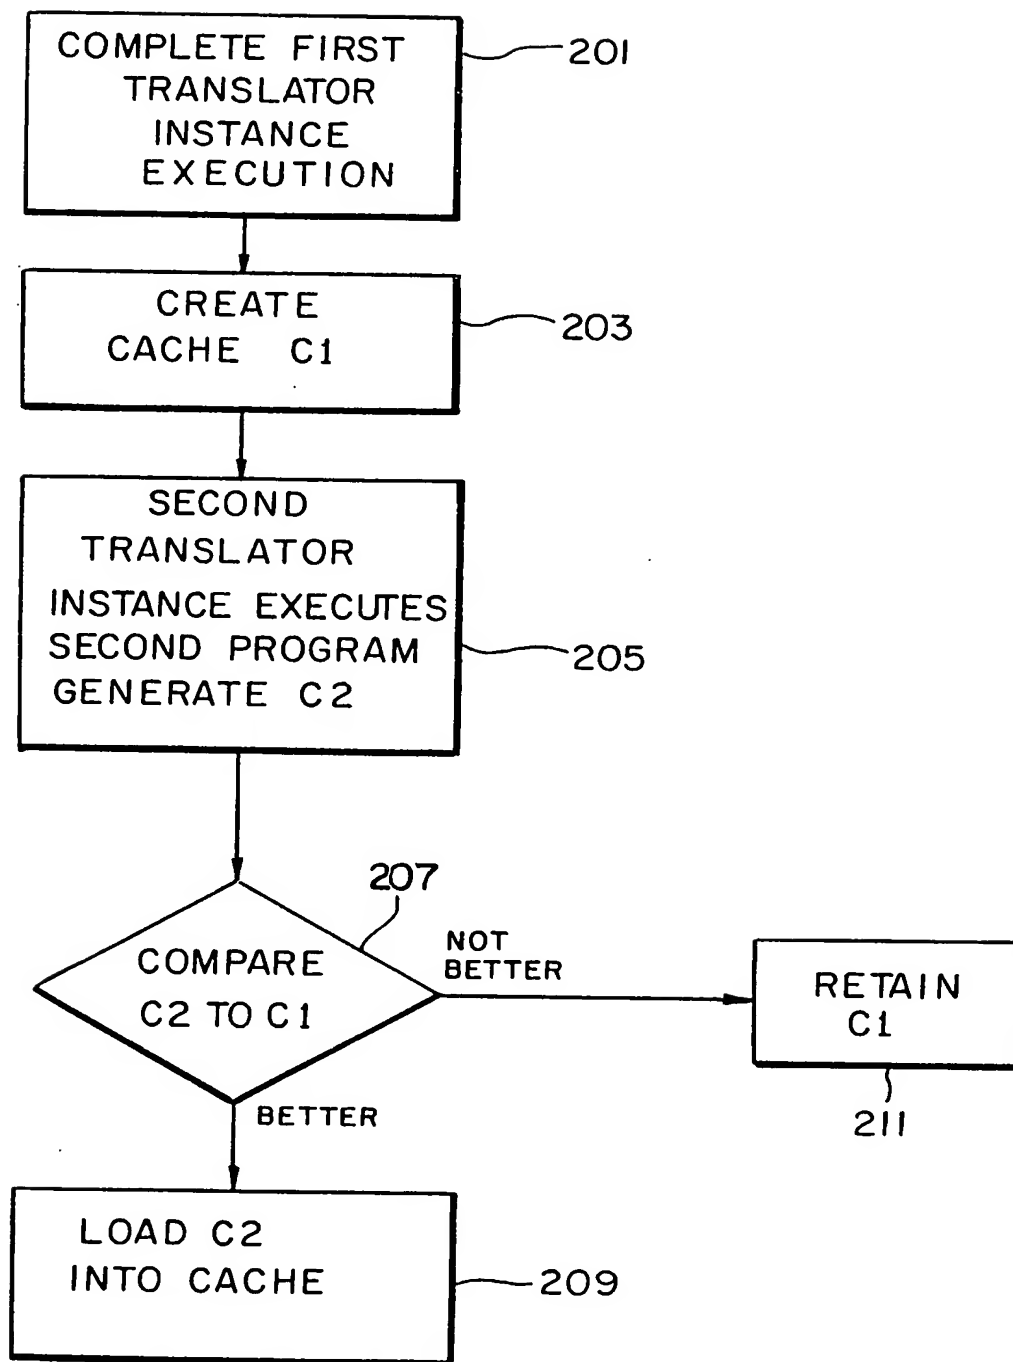 COMPLETE FIRST
TRANSLATOR
INSTANCE
EXECUTION
201
CREATE
CACHE C1
203
SECOND
TRANSLATOR
INSTANCE EXECUTES
SECOND PROGRAM
GENERATE C2
205
207
COMPARE
C2 TO C1
NOT
BETTER
RETAIN
C1
211
BETTER
LOAD C2
INTO CACHE
209